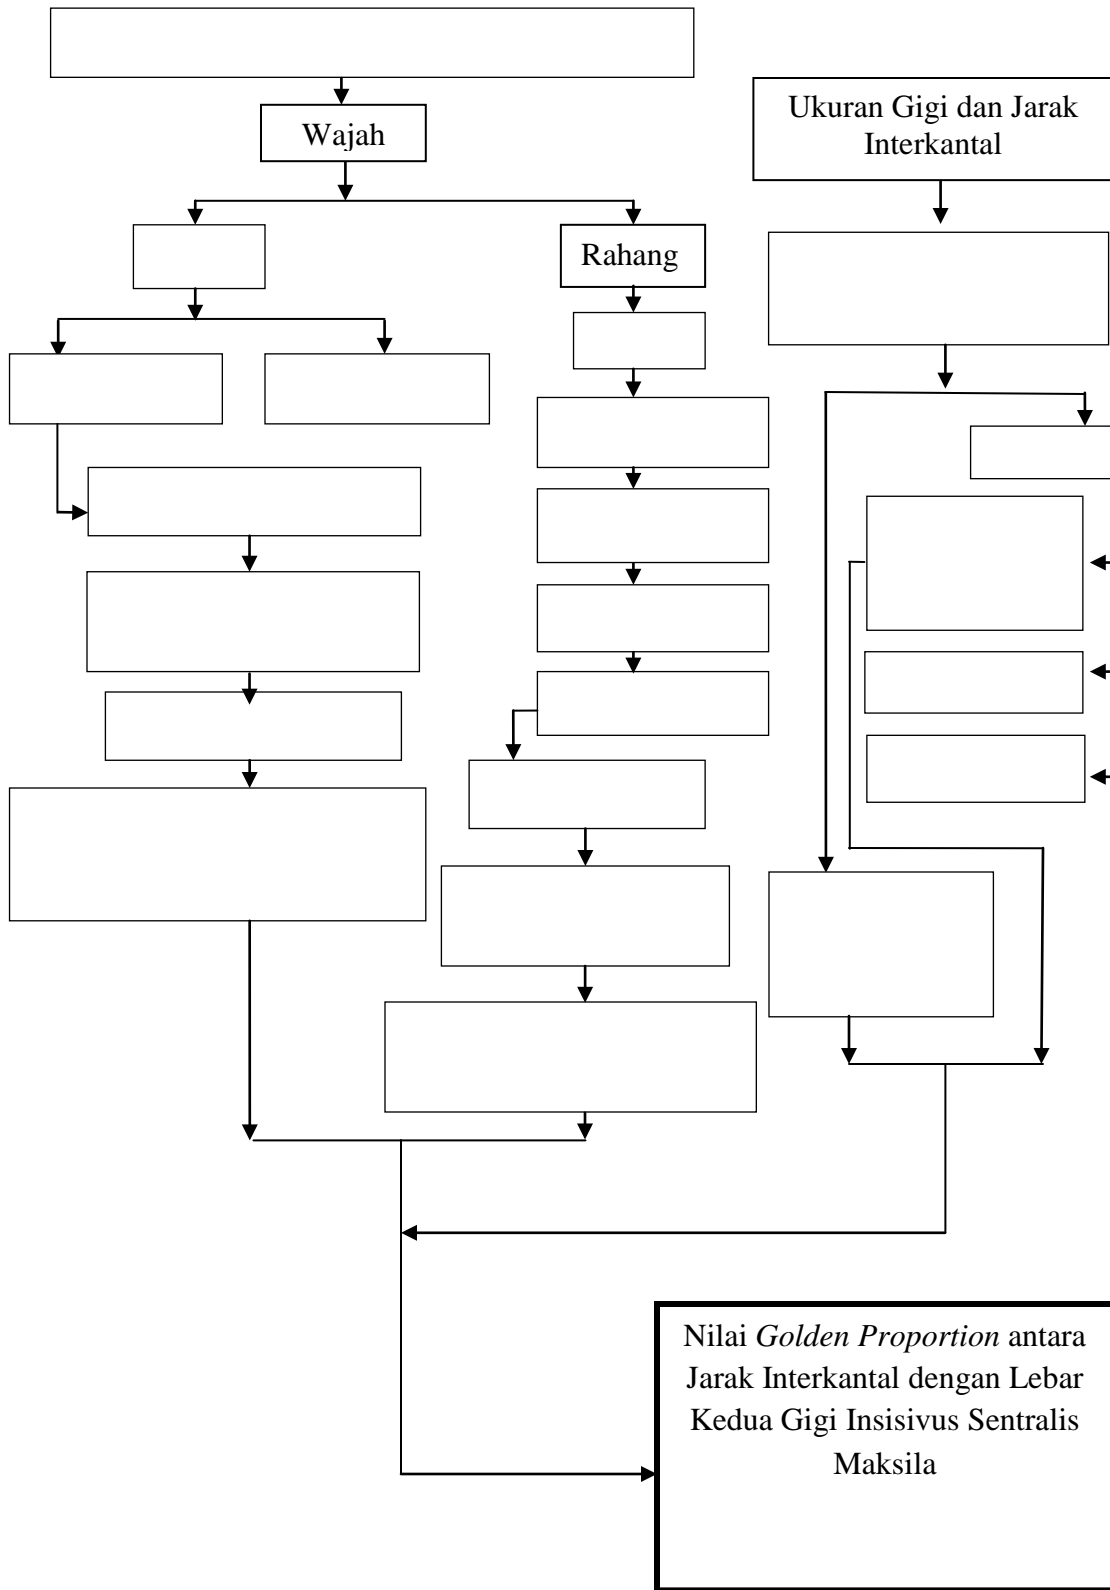 Wajah
Ukuran Gigi dan Jarak
Interkantal
Rahang
Nilai Golden Proportion antara
Jarak Interkantal dengan Lebar
Kedua Gigi Insisivus Sentralis
Maksila